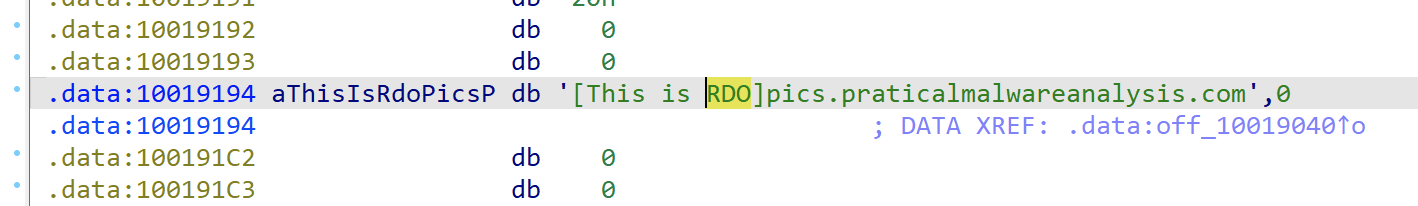 .data:10019192 db 0
.data:10019193 db 0
.data:10019194 aThisIsRdoPicsP db '[This is RDO]pics.praticalmalwareanalysis.com',0
.data:10019194 ; DATA XREF: .data:off_10019040↑o
.data:100191C2 db 0
.data:100191C3 db 0